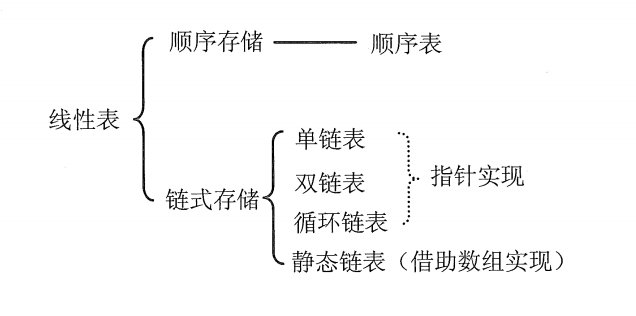 顺序存储
顺序表
线性表
单链表
双链表
指针实现
链式存储
循环链表
静态链表（借助数组实现）